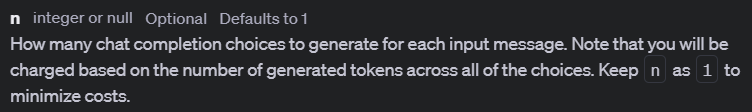 n integer or null Optional Defaults to 1
How many chat completion choices to generate for each input message. Note that you will be
charged based on the number of generated tokens across all of the choices. Keep n as 1 to
minimize costs.